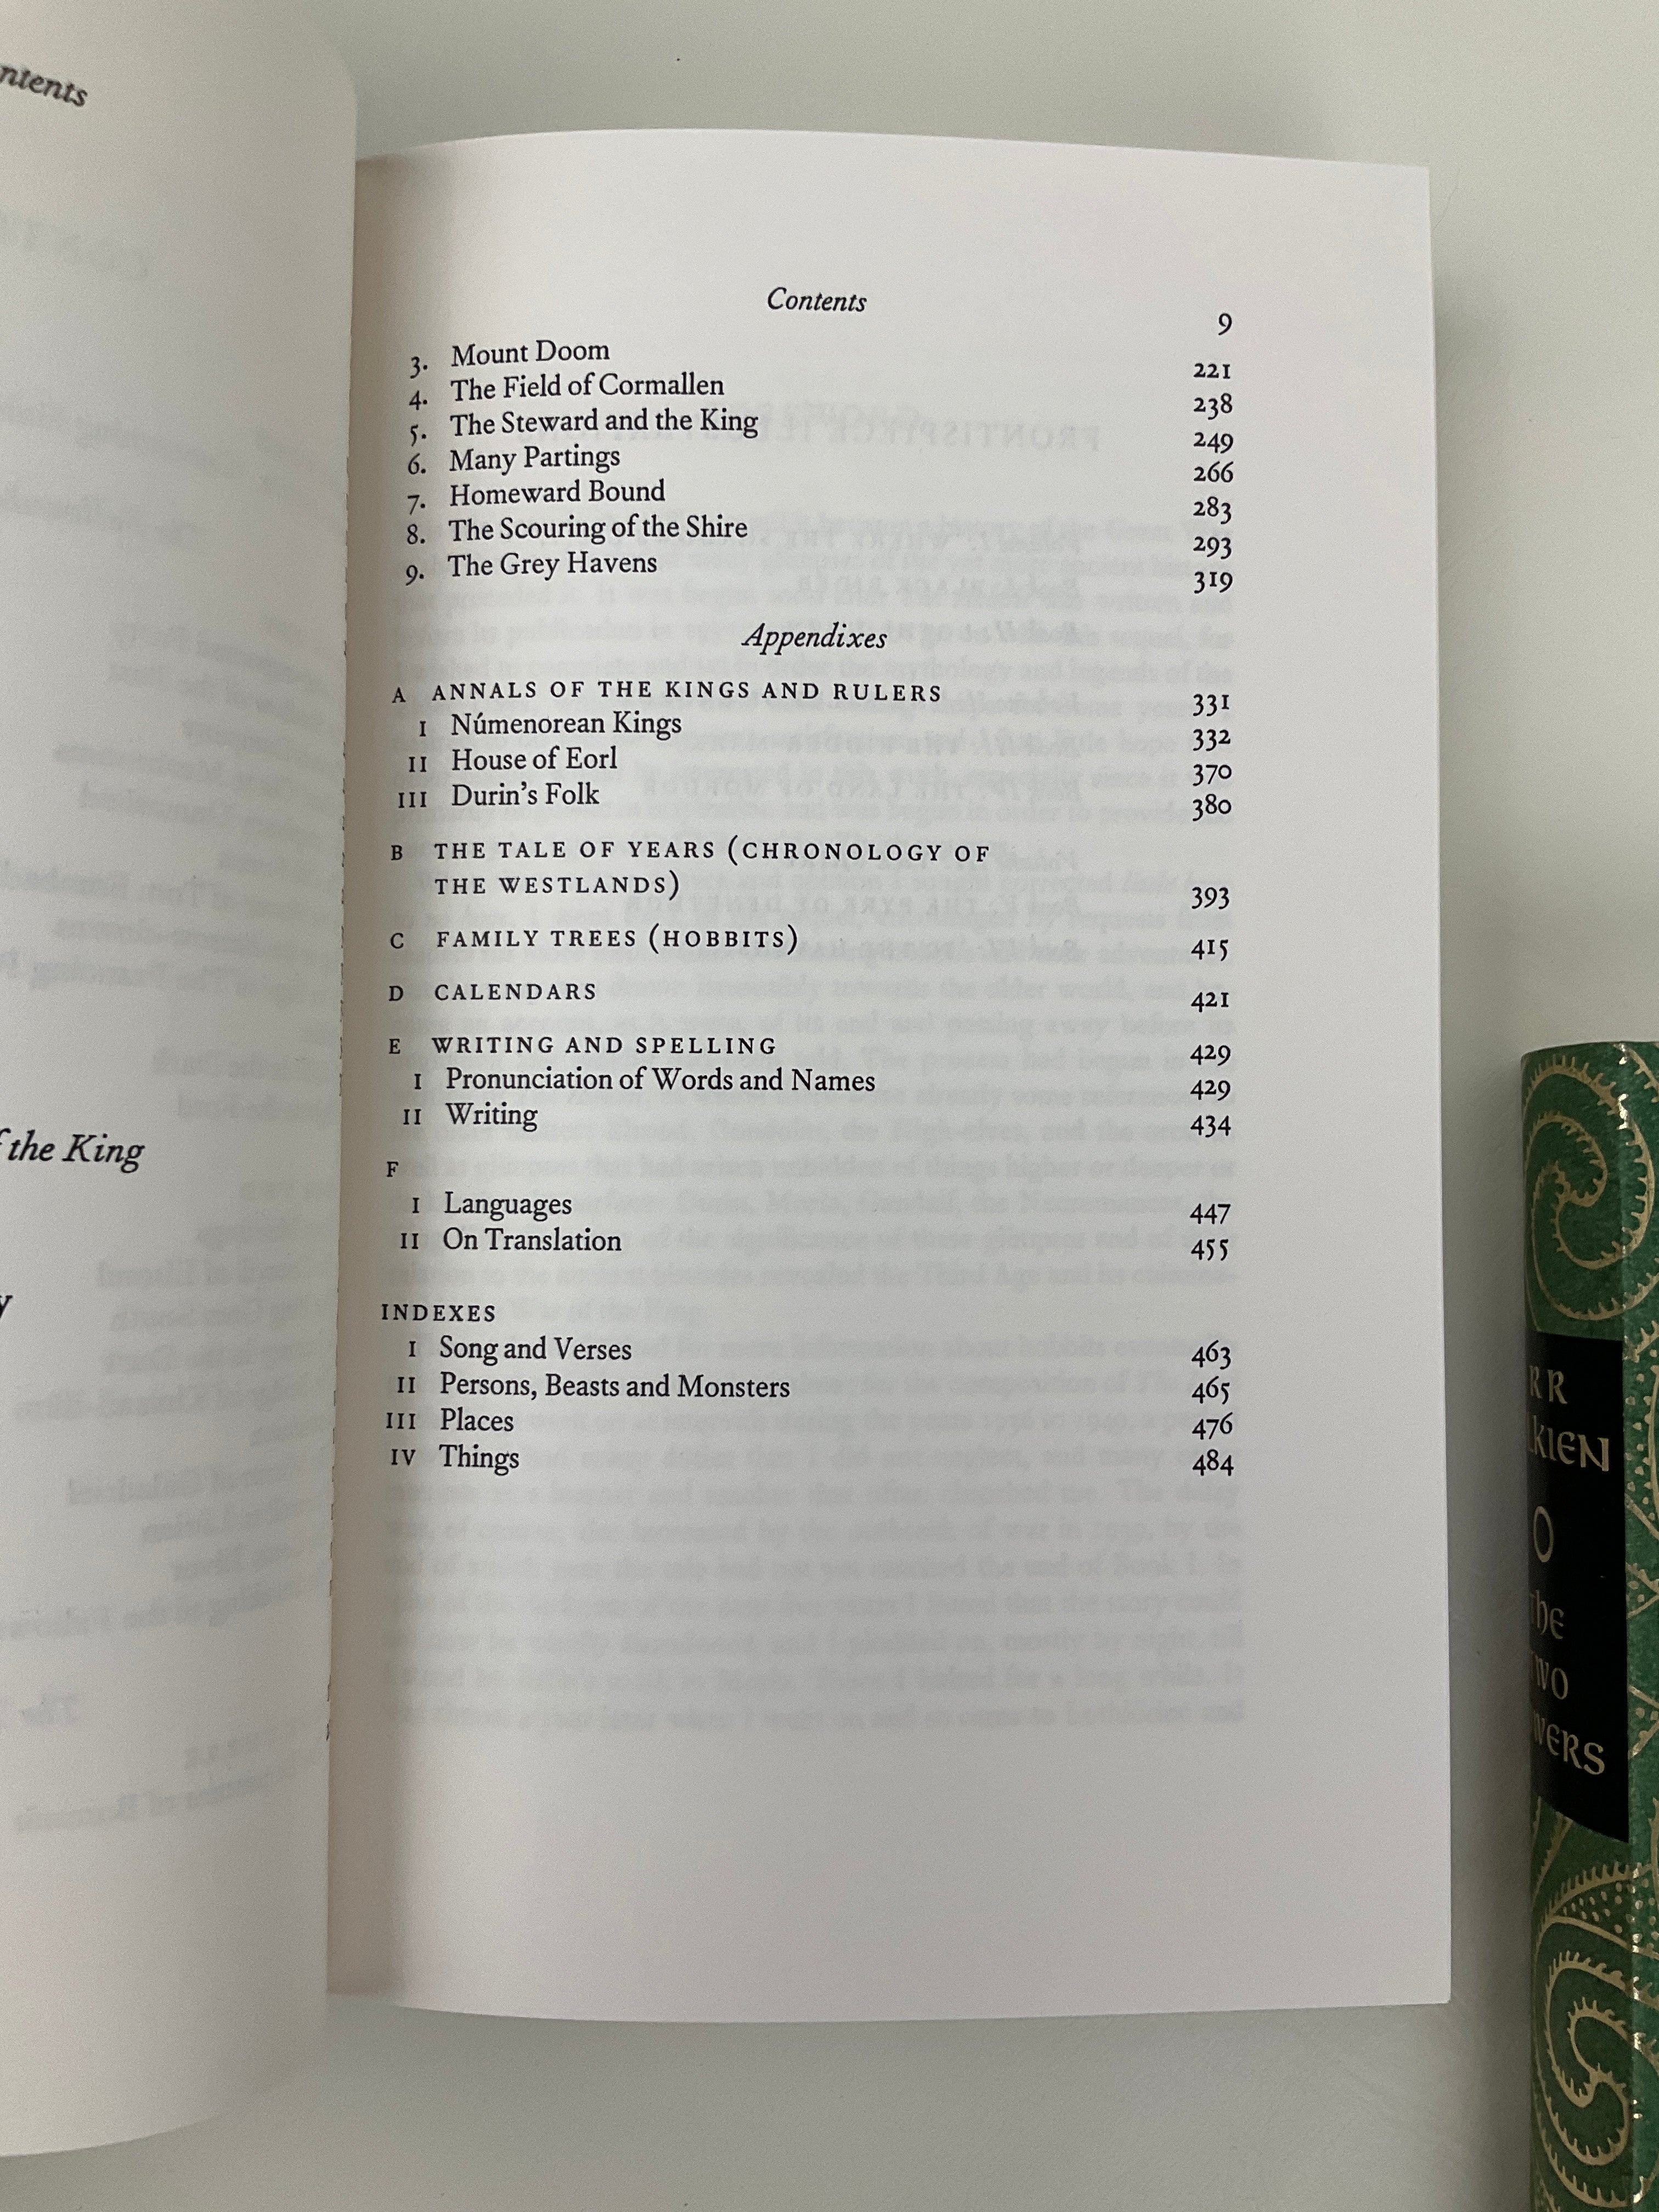 ntents
the King
Contents
9
3. Mount Doom 221
4. The Field of Cormallen 238
5. The Steward and the King 249
6. Many Partings 266
7. Homeward Bound 283
8. The Scouring of the Shire 293
9. The Grey Havens 319
Appendixes
A ANNALS OF THE KINGS AND RULERS 331
I Númenorean Kings 332
II House of Eorl 370
III Durin's Folk 380
B THE TALE OF YEARS (CHRONOLOGY OF
THE WESTLANDS) 393
C FAMILY TREES (HOBBITS) 415
D CALENDARS 421
E WRITING AND SPELLING 429
I Pronunciation of Words and Names 429
II Writing 434
F
I Languages 447
II On Translation 455
INDEXES
I Song and Verses 463
II Persons, Beasts and Monsters 465
III Places 476
IV Things 484
RR
LKIEN
the
WO
WERS